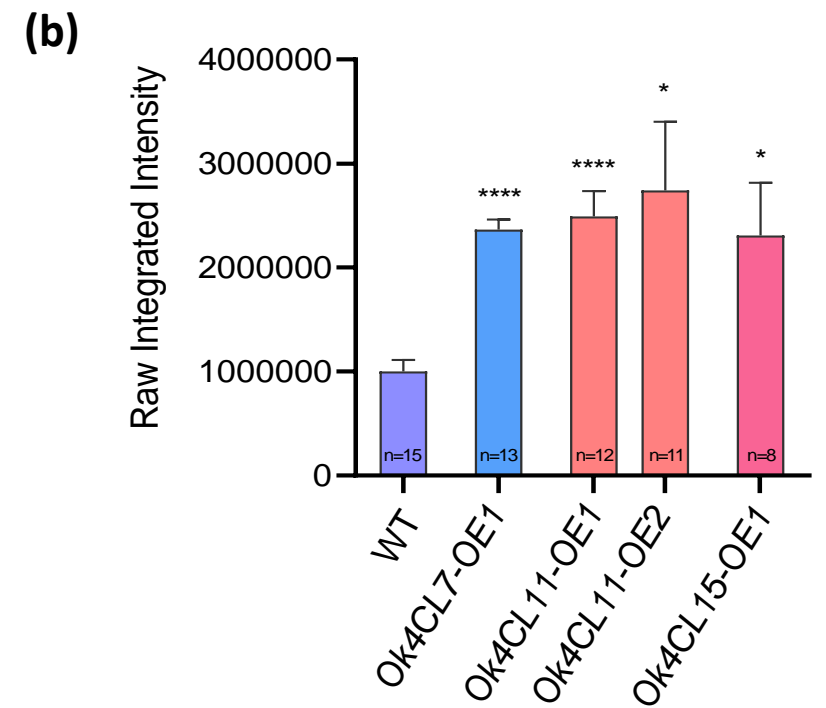 (b)
Raw Integrated Intensity
4000000
3000000
2000000
1000000
0
****
****
*
*
n=15
n=13
n=12
n=11
n=8
WT
Ok4CL7-OE1
Ok4CL11-OE1
Ok4CL11-OE2
Ok4CL15-OE1